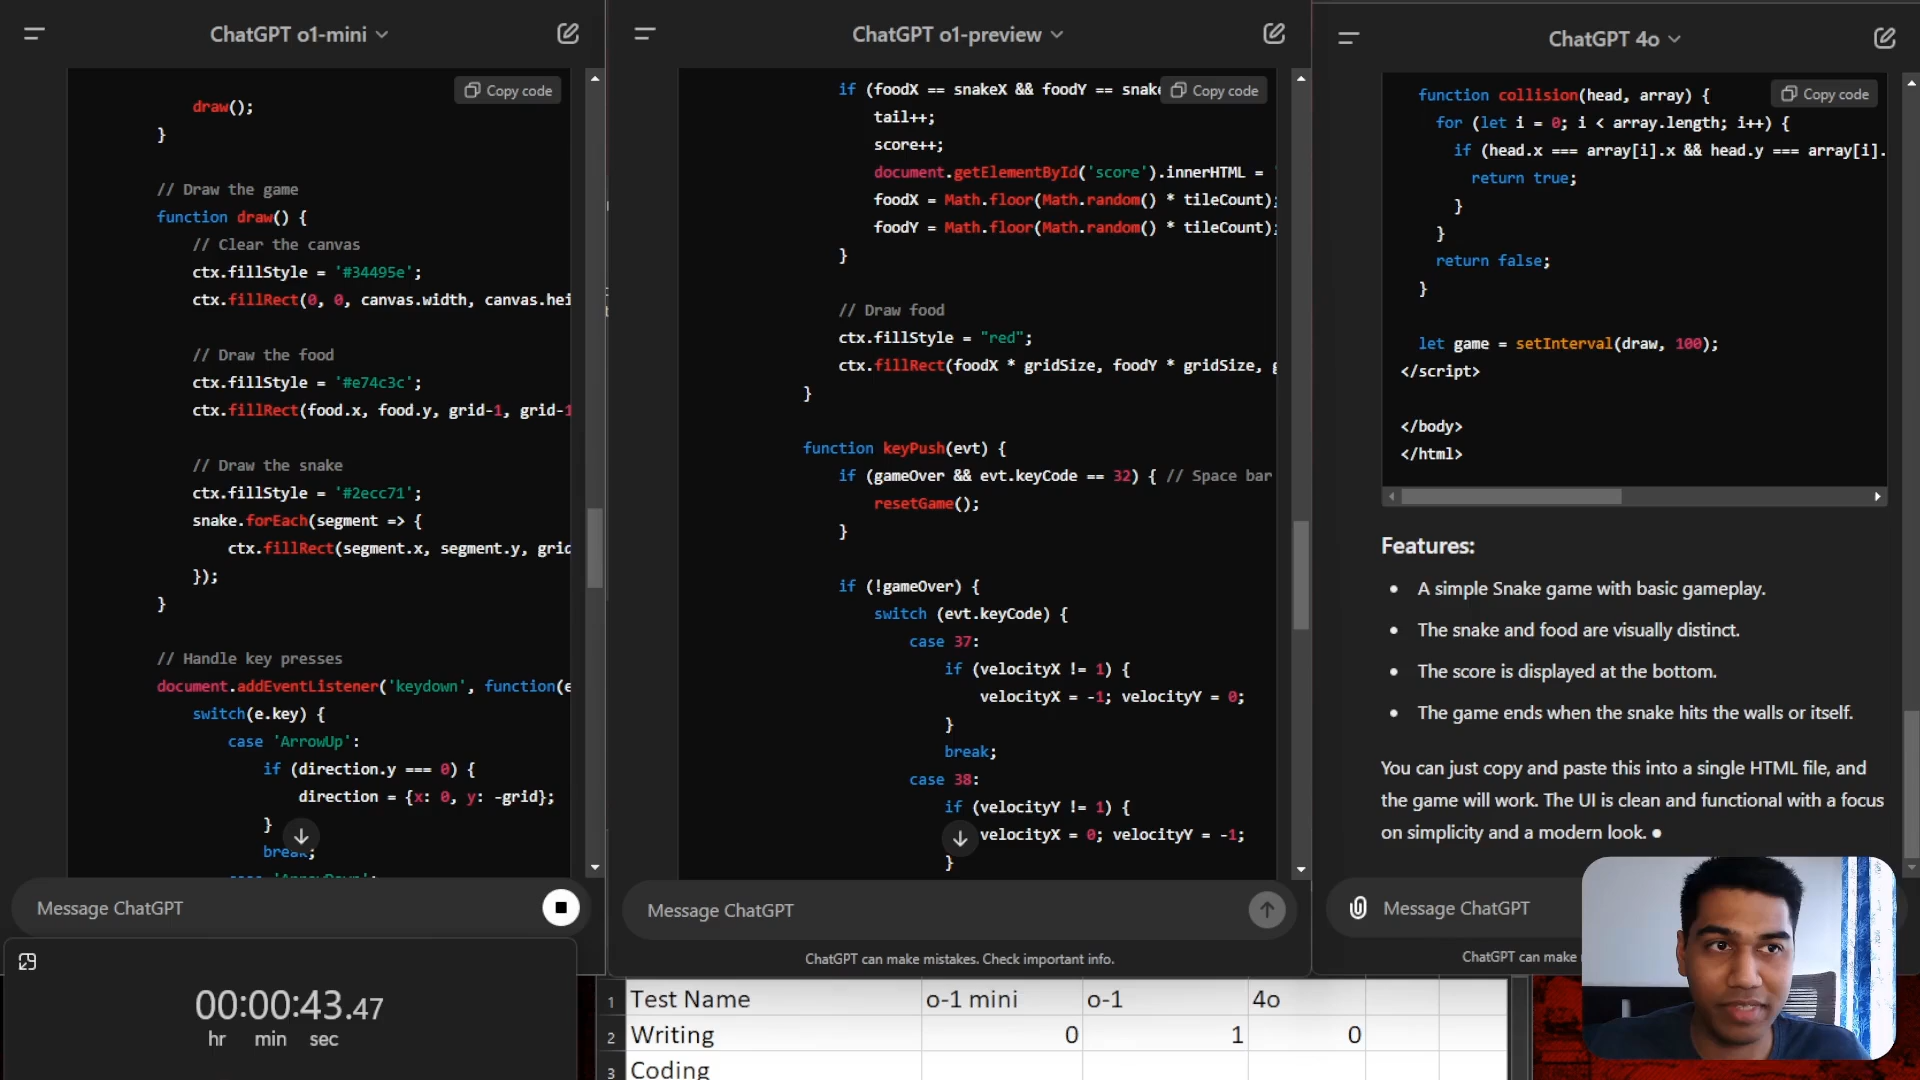 ChatGPT o1-mini
Copy code
draw();
}
// Draw the game
function draw() {
// Clear the canvas
ctx.fillStyle = '#34495e';
ctx.fillRect(0, 0, canvas.width, canvas.hei
// Draw the food
ctx.fillStyle = '#e74c3c';
ctx.fillRect(food.x, food.y, grid-1, grid-1
// Draw the snake
ctx.fillStyle = '#2ecc71';
snake.forEach(segment => {
ctx.fillRect(segment.x, segment.y, grid
});
}
// Handle key presses
document.addEventListener('keydown', function(e
switch(e.key) {
case 'ArrowUp':
if (direction.y === 0) {
direction = {x: 0, y: -grid};
}
break;
case 'ArrowDown':
Message ChatGPT
00:00:43.47
hr min sec
ChatGPT o1-preview
if (foodX == snakeX && foodY == snake
Copy code
tail++;
score++;
document.getElementById('score').innerHTML = '
foodX = Math.floor(Math.random() * tileCount);
foodY = Math.floor(Math.random() * tileCount);
}
// Draw food
ctx.fillStyle = "red";
ctx.fillRect(foodX * gridSize, foodY * gridSize, g
}
function keyPush(evt) {
if (gameOver && evt.keyCode == 32) { // Space bar
resetGame();
}
if (!gameOver) {
switch (evt.keyCode) {
case 37:
if (velocityX != 1) {
velocityX = -1; velocityY = 0;
}
break;
case 38:
if (velocityY != 1) {
velocityX = 0; velocityY = -1;
}
Message ChatGPT
ChatGPT can make mistakes. Check important info.
ChatGPT 4o
function collision(head, array) {
Copy code
for (let i = 0; i < array.length; i++) {
if (head.x === array[i].x && head.y === array[i].
return true;
}
}
return false;
}
let game = setInterval(draw, 100);
</script>
</body>
</html>
Features:
A simple Snake game with basic gameplay.
The snake and food are visually distinct.
The score is displayed at the bottom.
The game ends when the snake hits the walls or itself.
You can just copy and paste this into a single HTML file, and
the game will work. The UI is clean and functional with a focus
on simplicity and a modern look.
Message ChatGPT
ChatGPT can make
1 Test Name o-1 mini o-1 4o
2 Writing 0 1 0
3 Coding